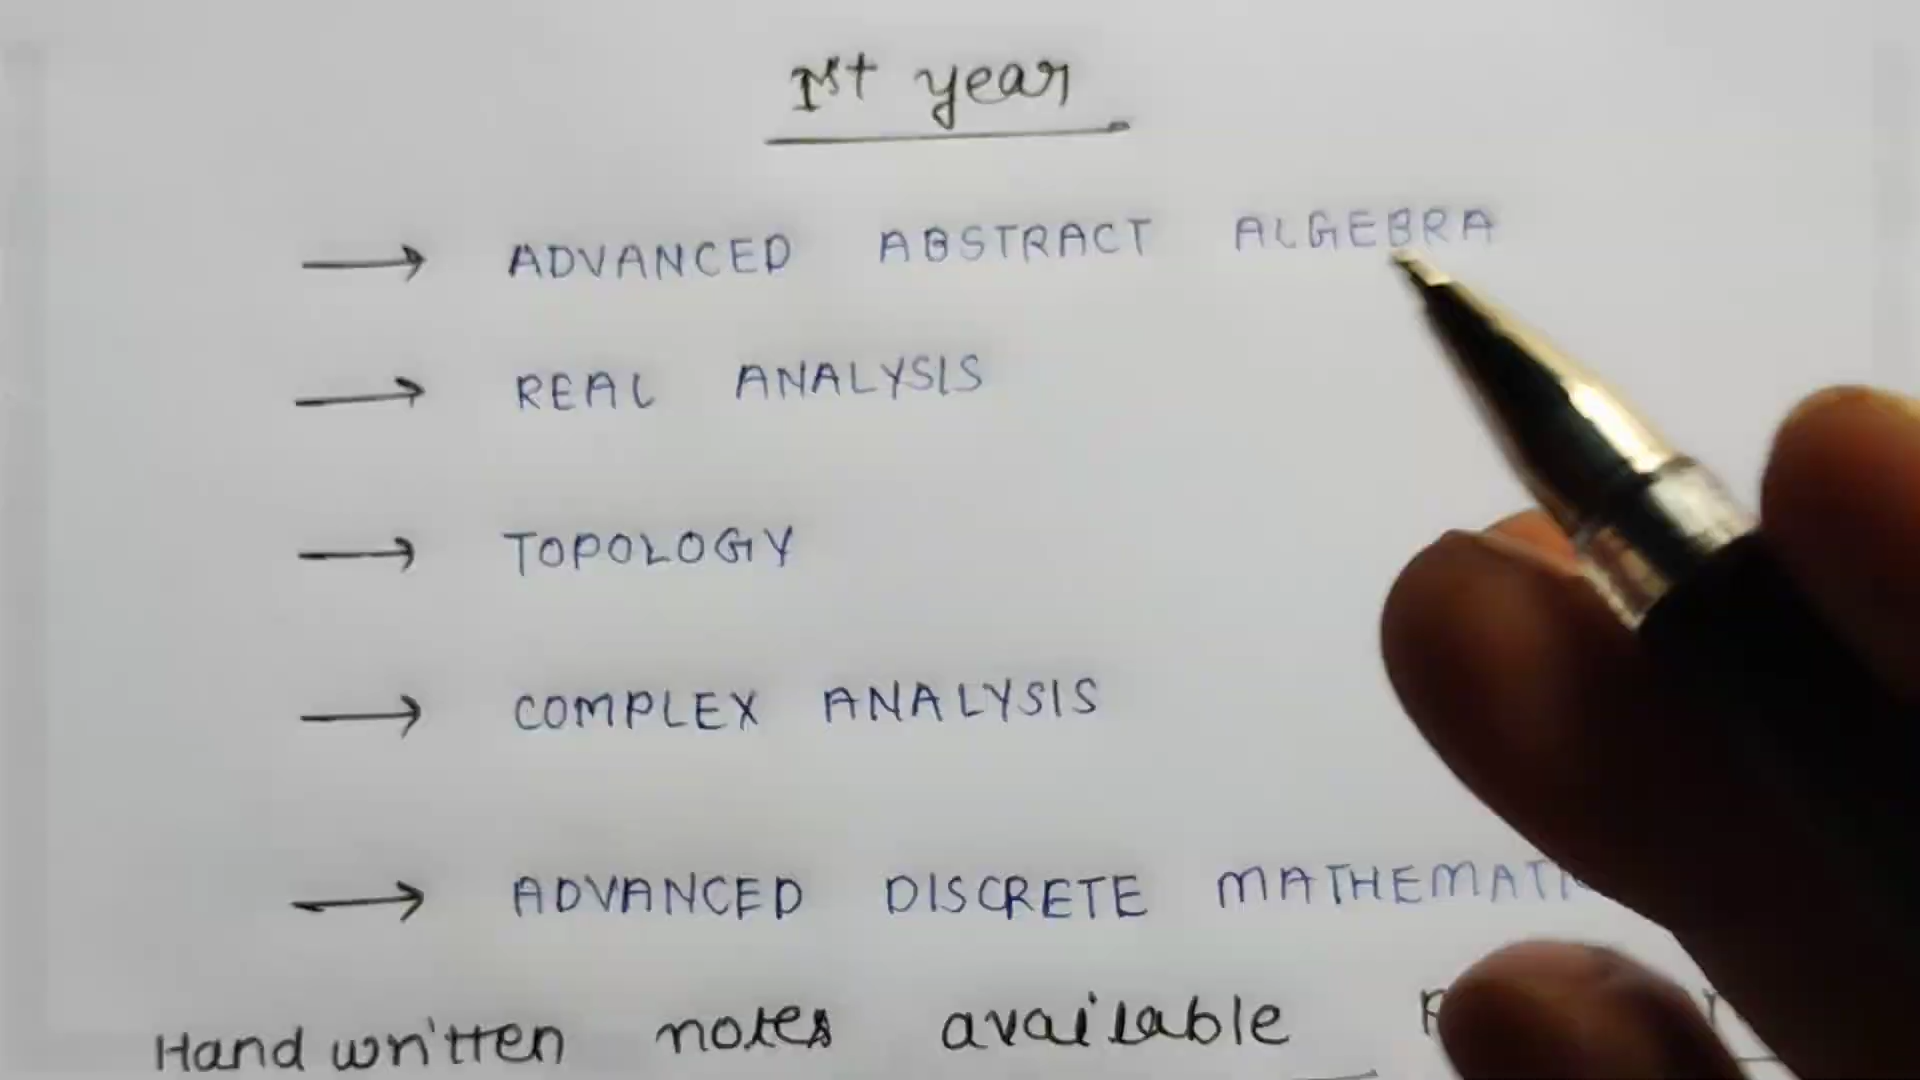 1st year
→ ADVANCED ABSTRACT ALGEBRA
→ REAL ANALYSIS
→ TOPOLOGY
→ COMPLEX ANALYSIS
→ ADVANCED DISCRETE
Hand written notes available